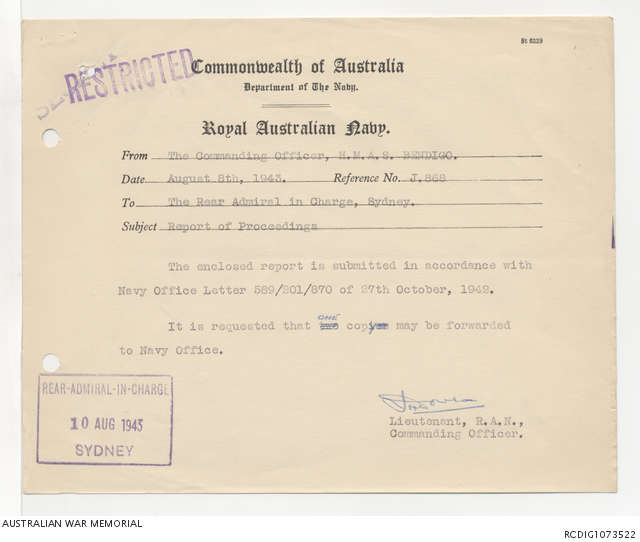 St 6229
RESTRICTED
Commonwealth of Australia
Department of The Navy.
Royal Australian Navy.
From The Commanding Officer, H.M.A.S. BENDIGO.
Date August 8th, 1943. Reference No. J.868
To The Rear Admiral in Charge, Sydney.
Subject Report of Proceedings
The enclosed report is submitted in accordance with
Navy Office Letter 589/201/870 of 27th October, 1942.
ONE
It is requested that two copy may be forwarded
to Navy Office.
REAR-ADMIRAL-IN-CHARGE
10 AUG 1943
SYDNEY
Lieutenant, R.A.N.,
Commanding Officer.
AUSTRALIAN WAR MEMORIAL
RCDIG1073522